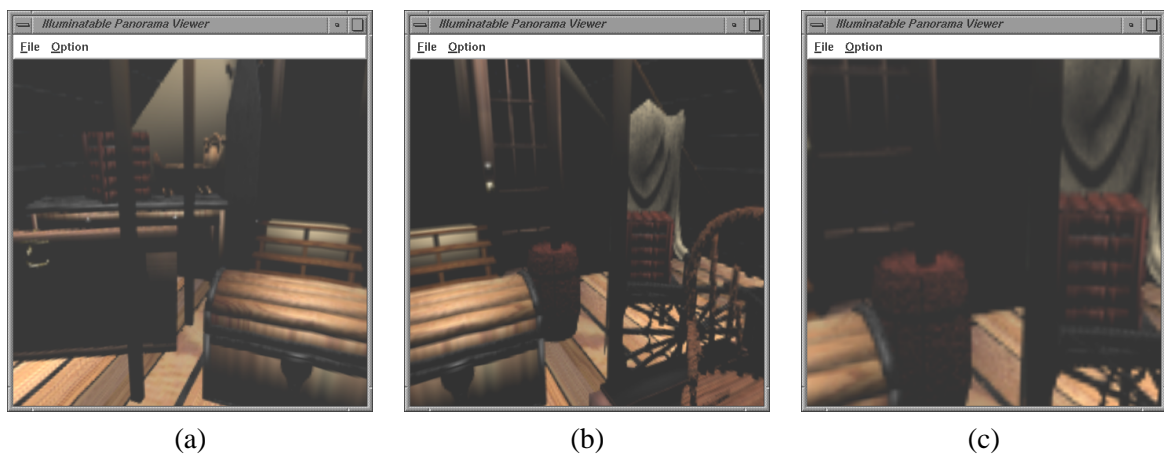 Illuminatable Panorama Viewer
File Option
Illuminatable Panorama Viewer
File Option
Illuminatable Panorama Viewer
File Option
(a)
(b)
(c)